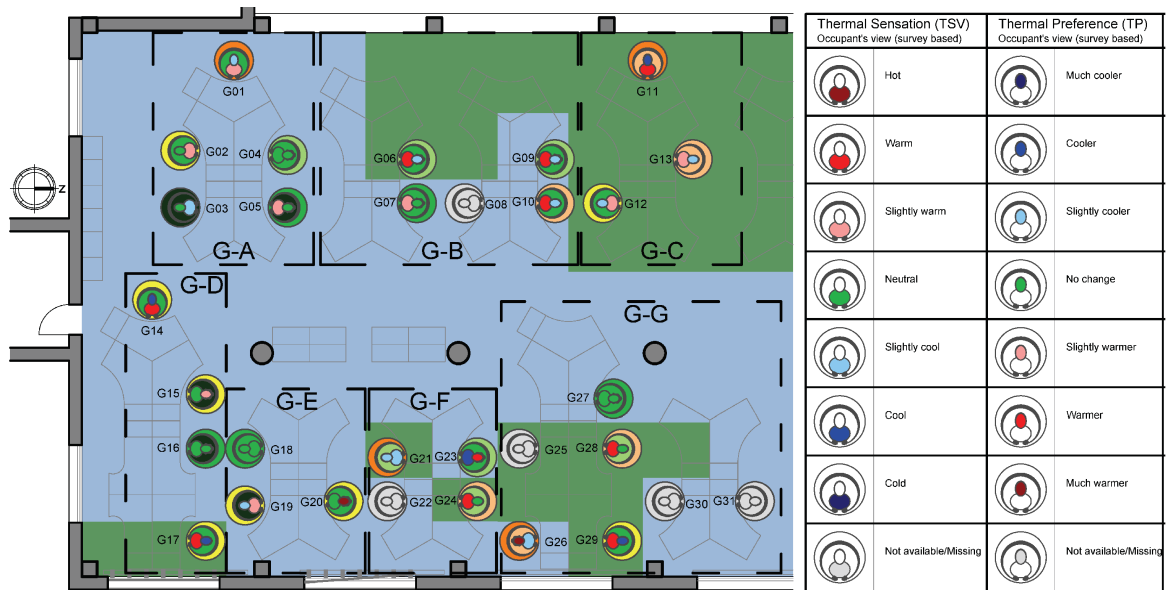 G01
G02
G04
G03
G05
G-A
G06
G09
G07
G08
G10
G-B
G11
G13
G12
G-C
Z
G-D
G14
G15
G16
G17
G-E
G18
G19
G20
G-F
G21
G23
G22
G24
G-G
G27
G25
G28
G30
G31
G26
G29
Thermal Sensation (TSV)
Occupant's view (survey based)
Thermal Preference (TP)
Occupant's view (survey based)
Hot
Much cooler
Warm
Cooler
Slightly warm
Slightly cooler
Neutral
No change
Slightly cool
Slightly warmer
Cool
Warmer
Cold
Much warmer
Not available/Missing
Not available/Missing